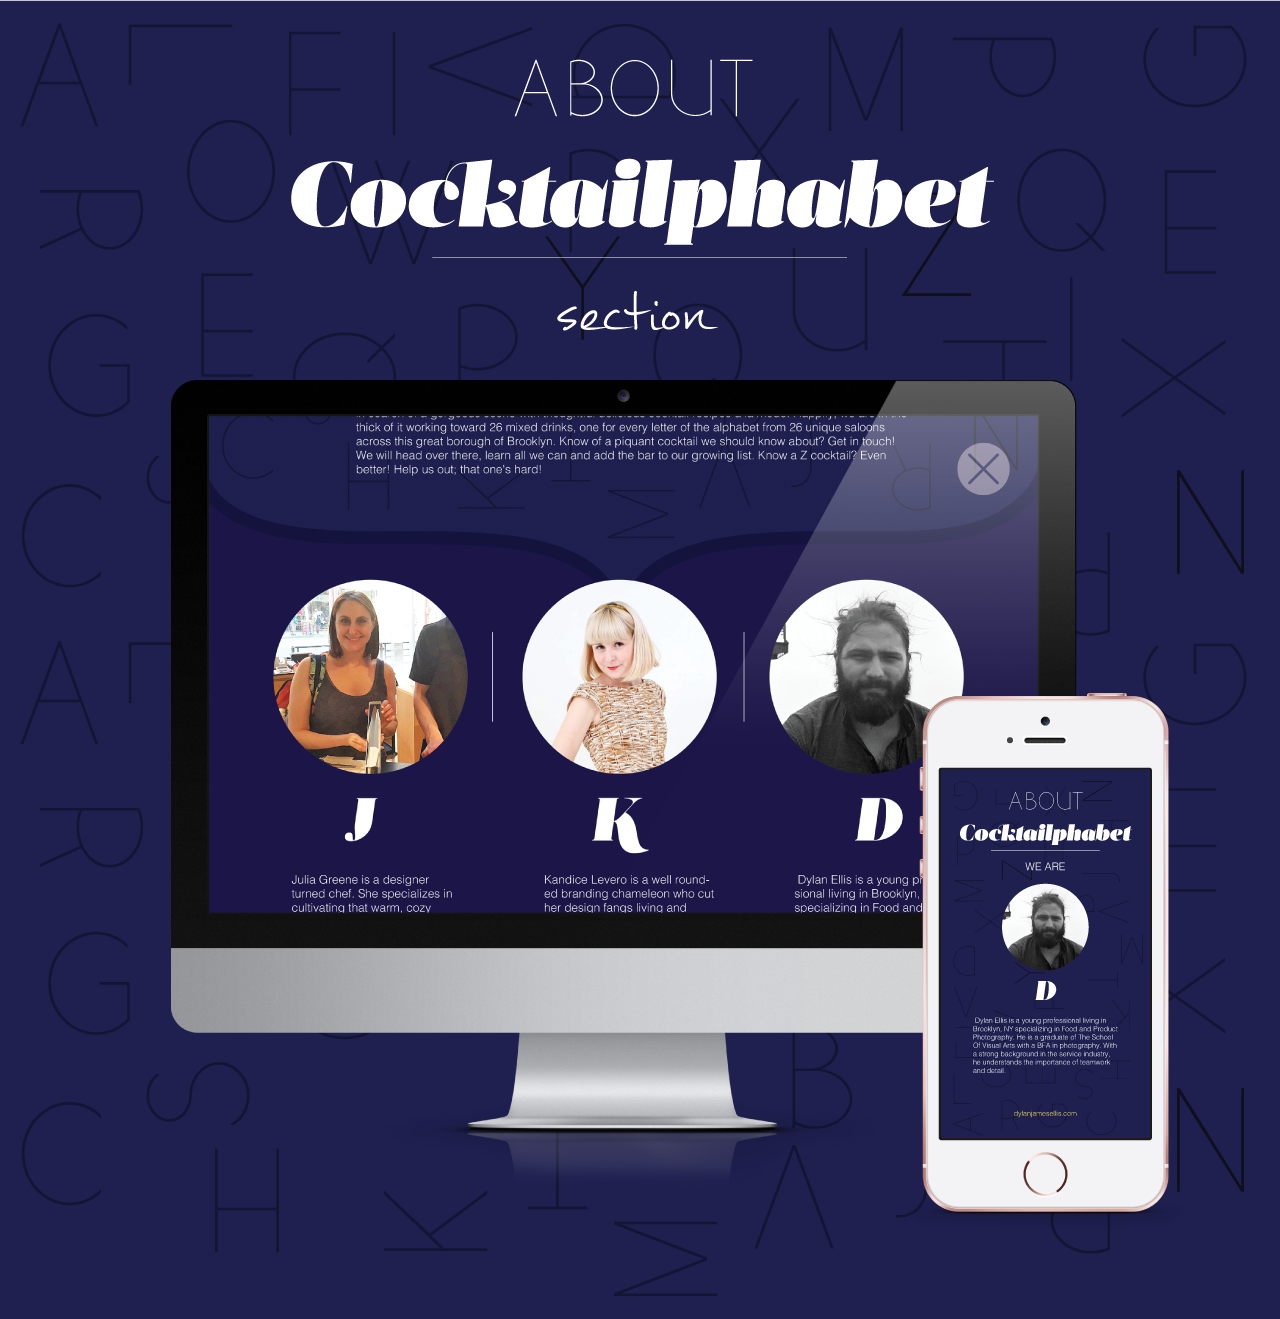 ABOUT
Cocktailphabet
section
thick of it working toward 26 mixed drinks, one for every letter of the alphabet from 26 unique saloons
across this great borough of Brooklyn. Know of a piquant cocktail we should know about? Get in touch!
We will head over there, learn all we can and add the bar to our growing list. Know a Z cocktail? Even
better! Help us out; that one's hard!
J
K
D
Julia Greene is a designer
turned chef. She specializes in
cultivating that warm, cozy
Kandice Levero is a well round-
ed branding chameleon who cut
her design fangs living and
Dylan Ellis is a young pr
sional living in Brooklyn,
specializing in Food and
ABOUT
Cocktailphabet
WE ARE
D
Dylan Ellis is a young professional living in
Brooklyn, NY specializing in Food and Product
Photography. He is a graduate of The School
Of Visual Arts with a BFA in photography. With
a strong background in the service industry,
he understands the importance of teamwork
and detail.
dylanjamesellis.com